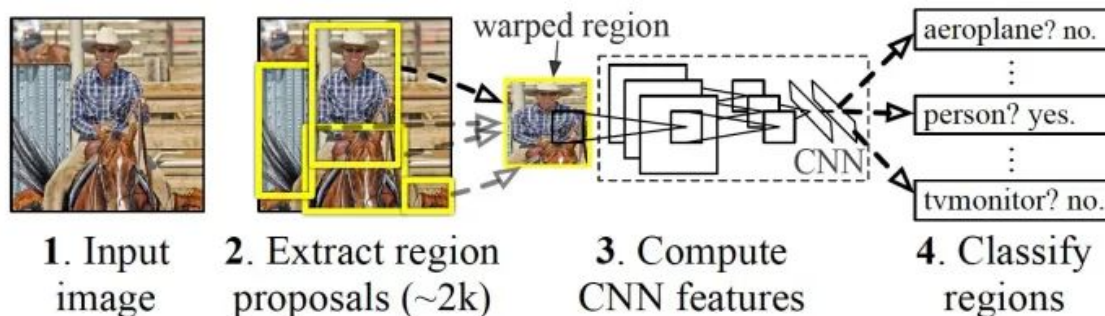 warped region
aeroplane? no.
⋮
person? yes.
⋮
tvmonitor? no.
CNN
1. Input
image
2. Extract region
proposals (~2k)
3. Compute
CNN features
4. Classify
regions